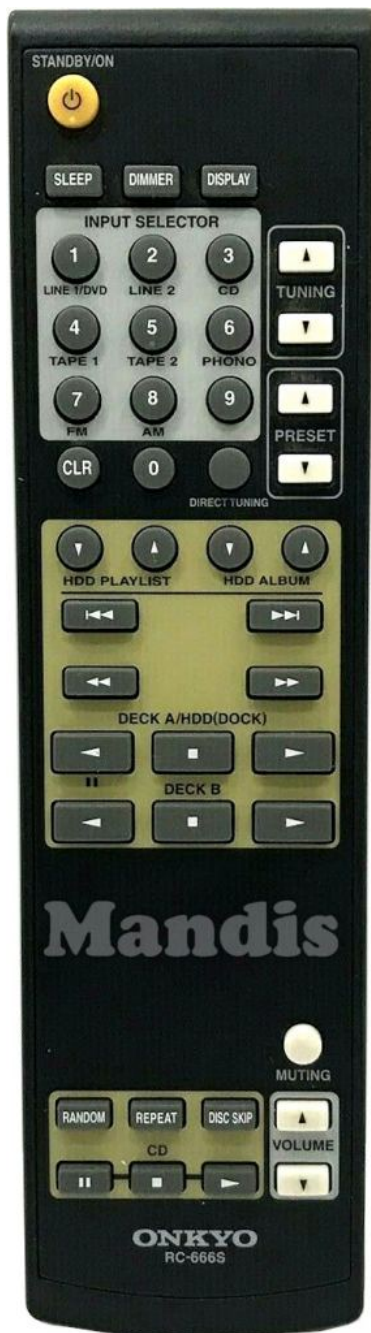 STANDBY/ON
SLEEP DIMMER DISPLAY
INPUT SELECTOR
1 2 3
LINE 1/DVD LINE 2 CD
TUNING
4 5 6
TAPE 1 TAPE 2 PHONO
7 8 9
FM AM
PRESET
CLR 0
DIRECT TUNING
HDD PLAYLIST HDD ALBUM
DECK A/HDD(DOCK)
DECK B
Mandis
MUTING
RANDOM REPEAT DISC SKIP
CD
VOLUME
ONKYO
RC-666S